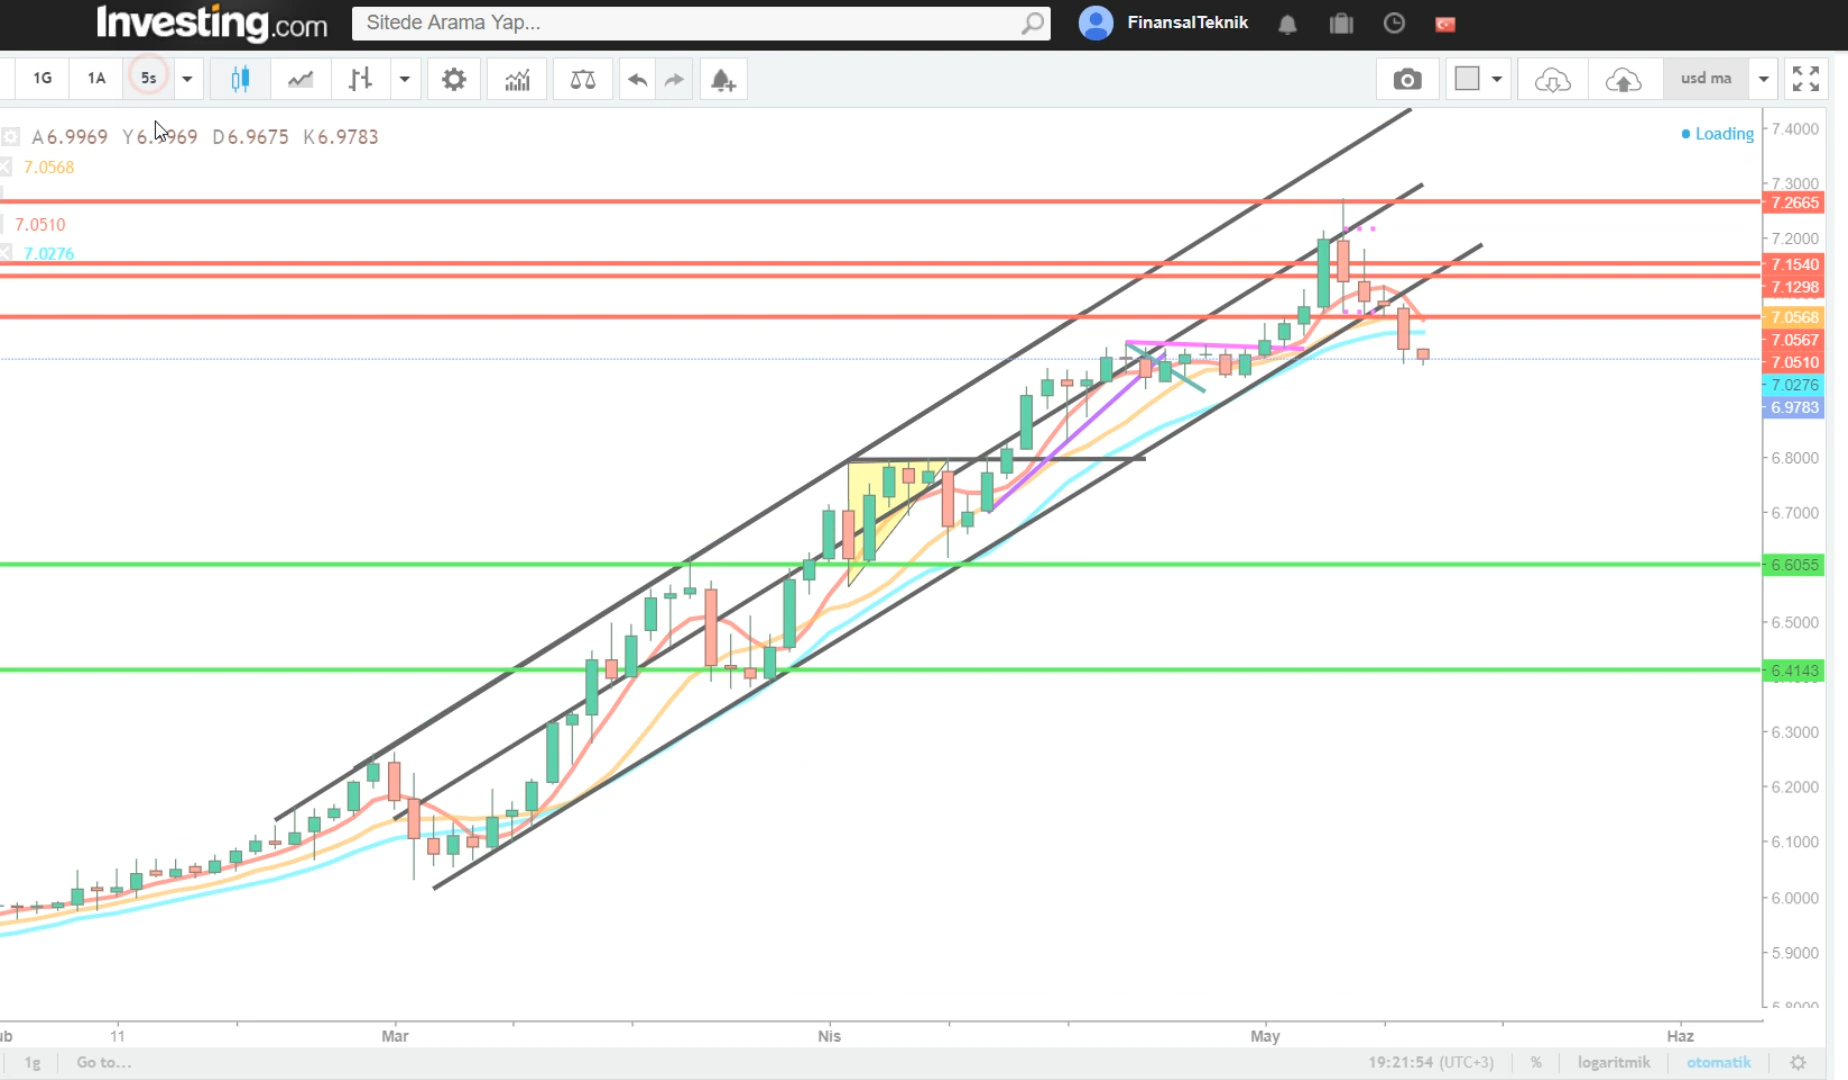 Investing.com
Sitede Arama Yap...
FinansalTeknik
1G
1A
5s
usd ma
A6.9969 D6.9675 K6.9783
7.0568
7.0510
7.0276
Loading
7.4000
7.3000
7.2665
7.2000
7.1540
7.1298
7.0568
7.0567
7.0510
7.0276
6.9783
6.8000
6.7000
6.6055
6.5000
6.4143
6.3000
6.2000
6.1000
6.0000
5.9000
5.8000
11
Mar
Nis
May
Haz
1g
Go to...
19:21:54 (UTC+3)
%
logaritmik
otomatik